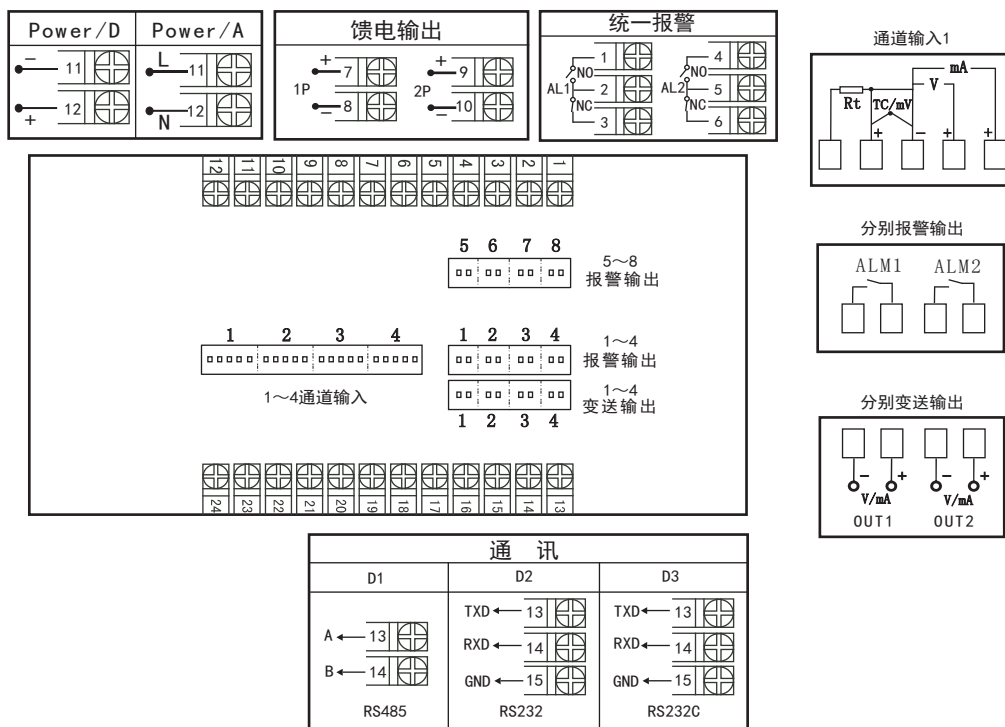 Power/D
Power/A
- 11
+ 12
L 11
N 12
馈电输出
1P
+ 7
- 8
2P
+ 9
- 10
统一报警
AL1
1
NO
2
NC
3
AL2
4
NO
5
NC
6
通道输入1
mA
V
Rt
TC/mV
+ - + +
12 11 10 9 8 7 6 5 4 3 2 1
5 6 7 8
5～8
报警输出
1 2 3 4
1～4通道输入
1 2 3 4
1～4
报警输出
1～4
变送输出
1 2 3 4
24 23 22 21 20 19 18 17 16 15 14 13
分别报警输出
ALM1 ALM2
分别变送输出
- + - +
V/mA V/mA
OUT1 OUT2
通 讯
D1 D2 D3
A 13
B 14
RS485
TXD 13
RXD 14
GND 15
RS232
TXD 13
RXD 14
GND 15
RS232C